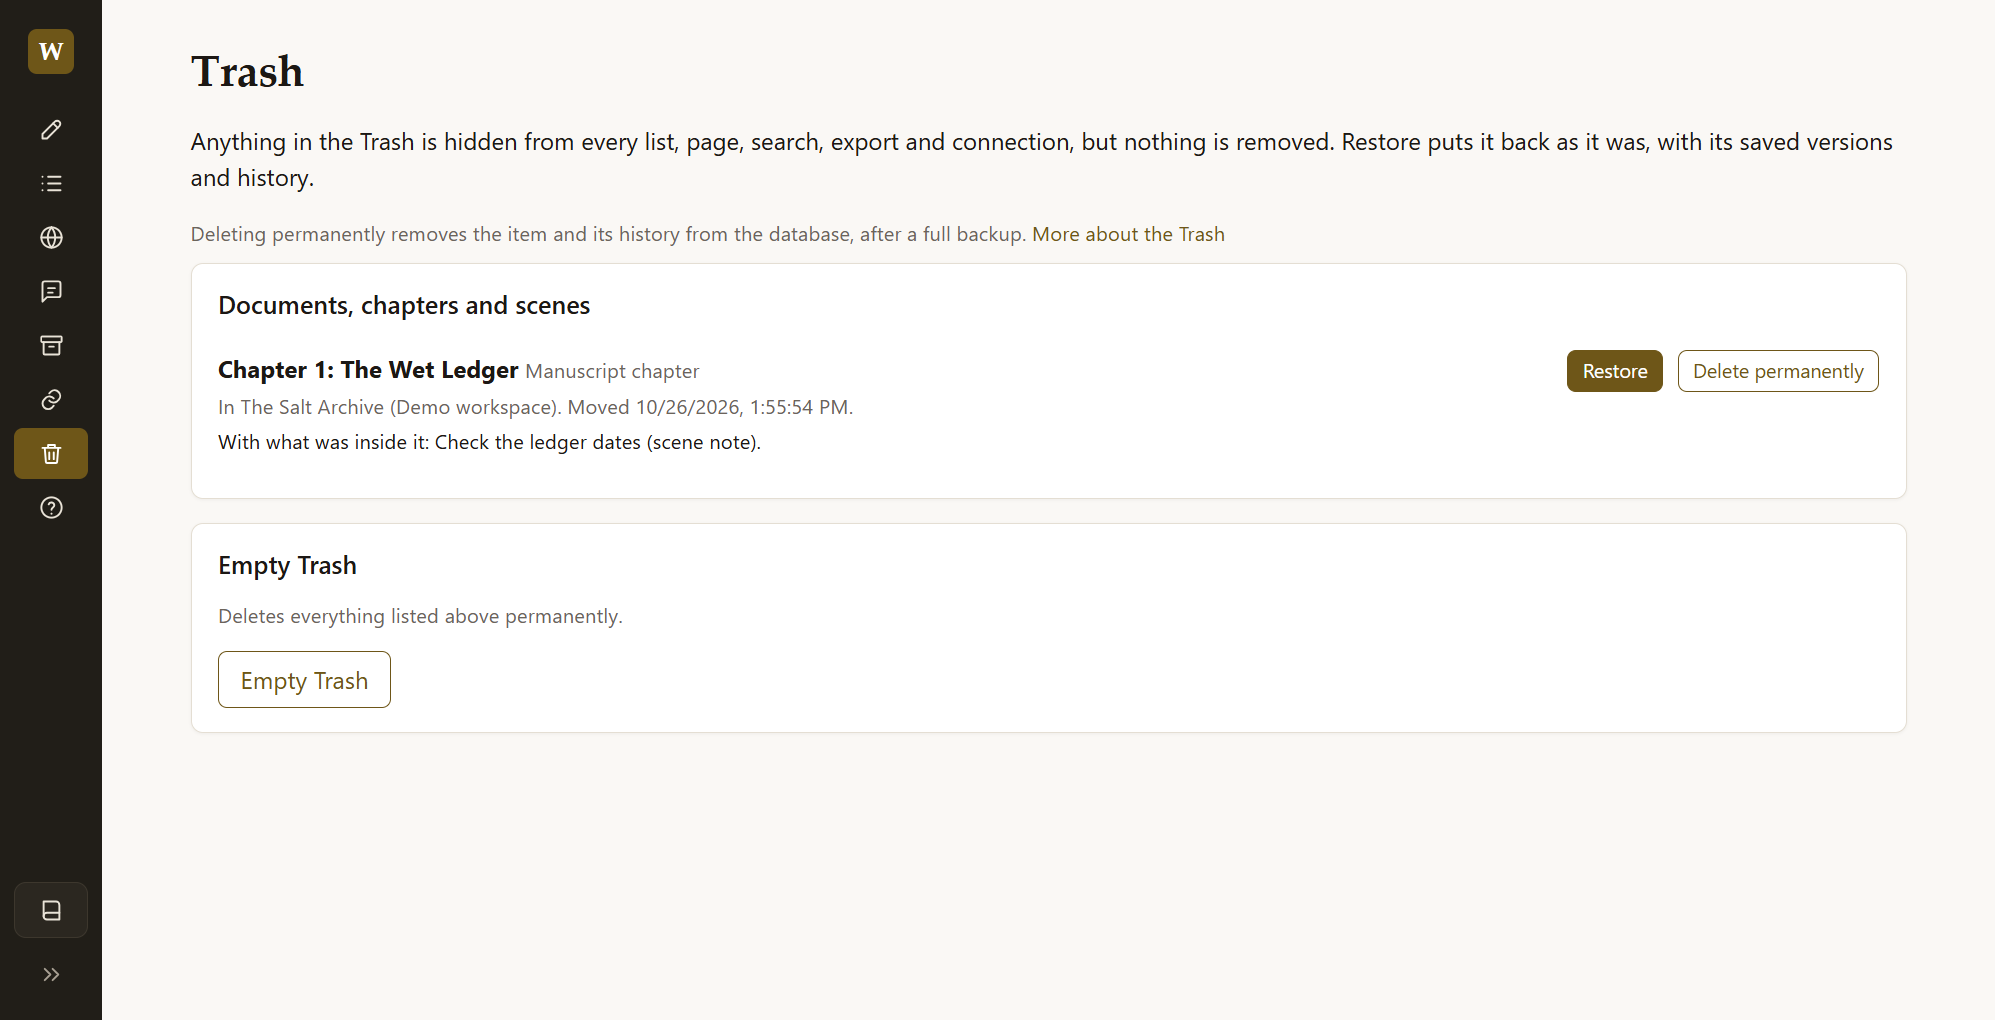 W
Trash
Anything in the Trash is hidden from every list, page, search, export and connection, but nothing is removed. Restore puts it back as it was, with its saved versions
and history.
Deleting permanently removes the item and its history from the database, after a full backup. More about the Trash
Documents, chapters and scenes
Chapter 1: The Wet Ledger Manuscript chapter
Restore
Delete permanently
In The Salt Archive (Demo workspace). Moved 10/26/2026, 1:55:54 PM.
With what was inside it: Check the ledger dates (scene note).
Empty Trash
Deletes everything listed above permanently.
Empty Trash